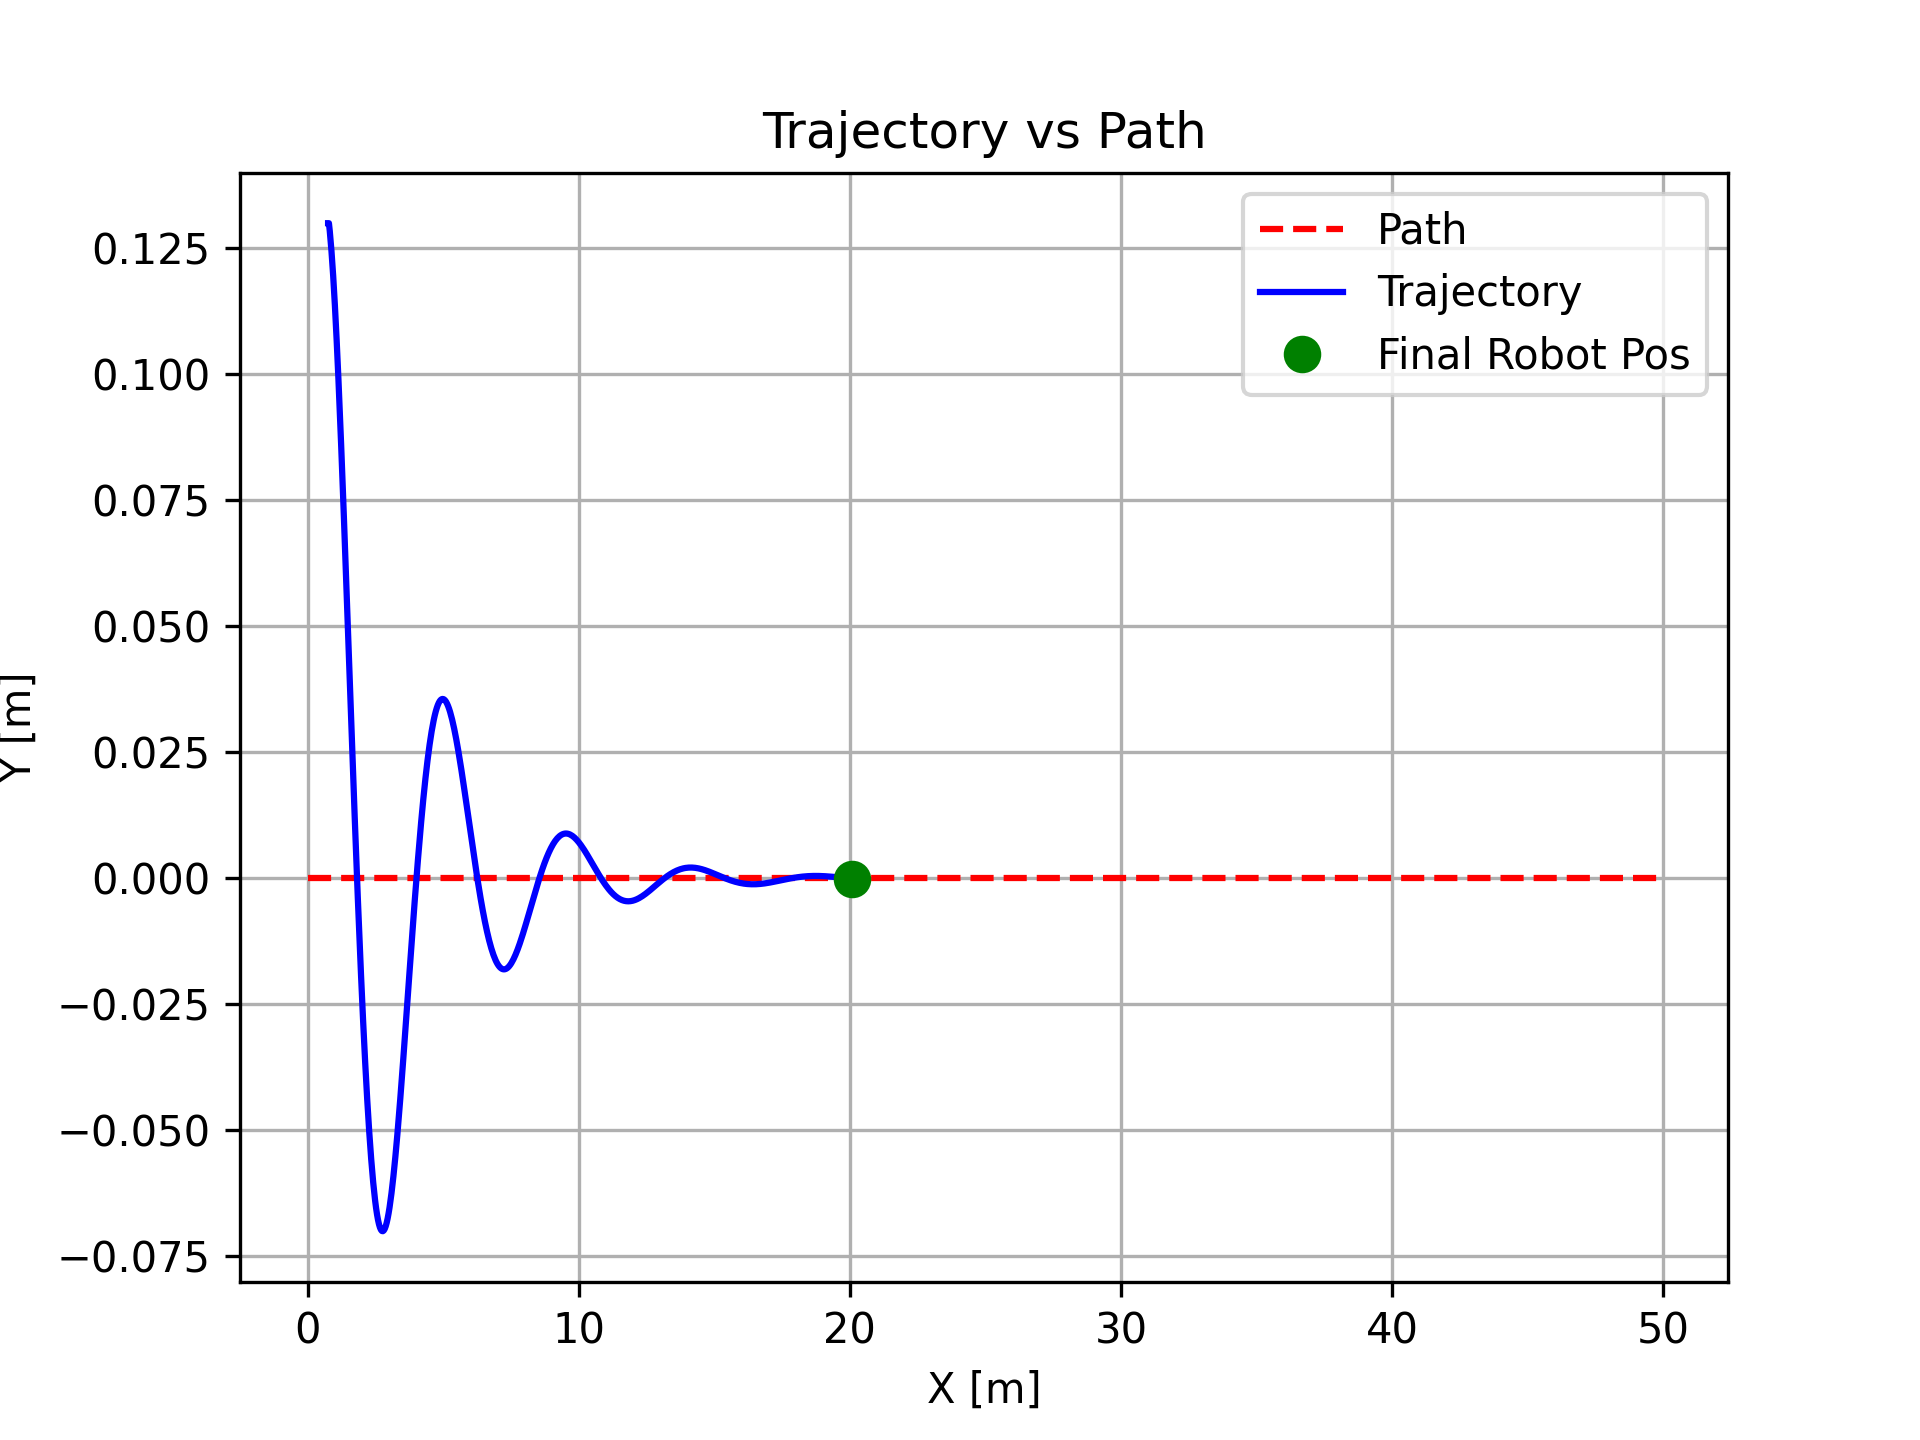 Trajectory vs Path
Path
Trajectory
Final Robot Pos
0.125
0.100
0.075
0.050
0.025
0.000
−0.025
−0.050
−0.075
Y [m]
0 10 20 30 40 50
X [m]